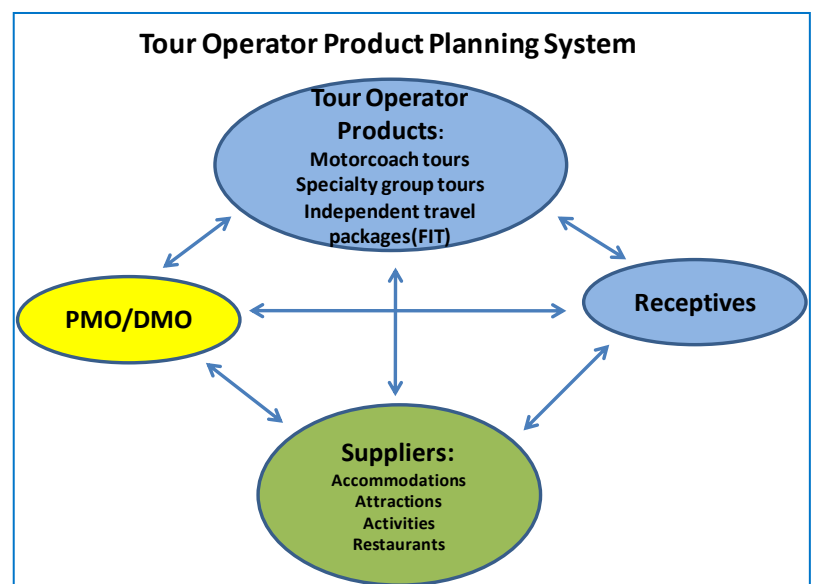 Tour Operator Product Planning System
Tour Operator
Products:
Motorcoach tours
Specialty group tours
Independent travel
packages(FIT)
PMO/DMO
Receptives
Suppliers:
Accommodations
Attractions
Activities
Restaurants